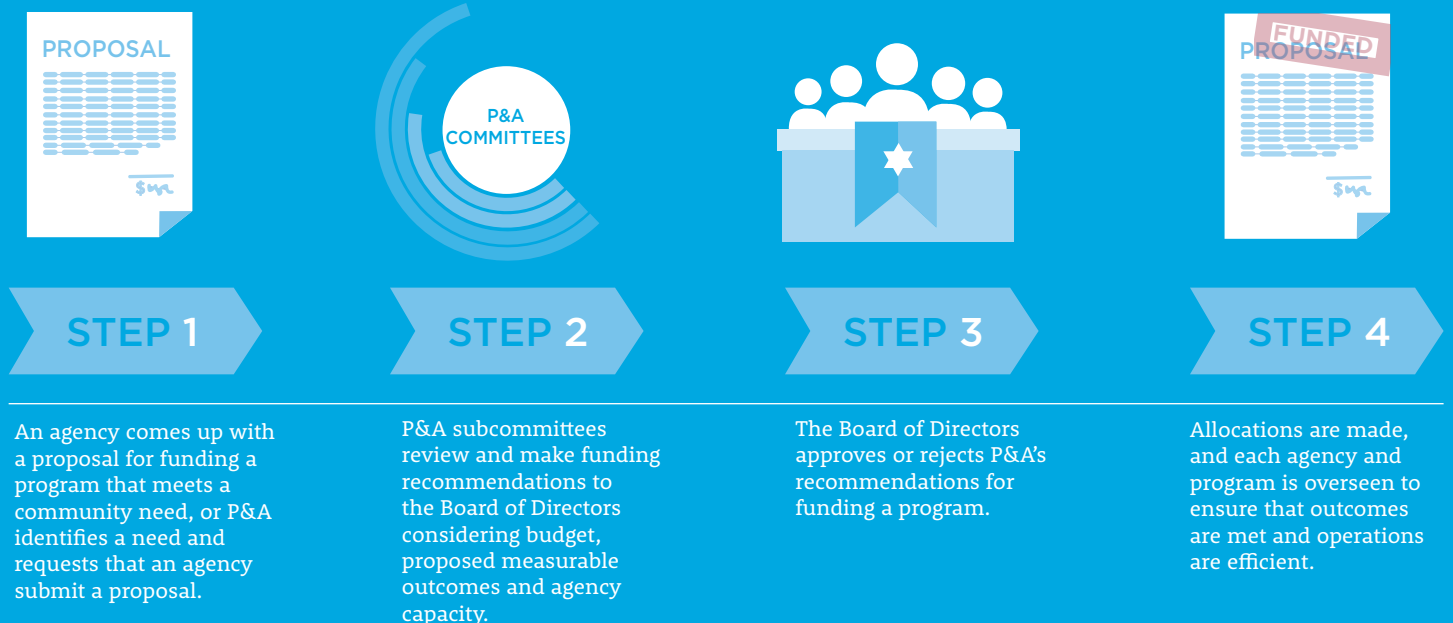 PROPOSAL
P&A
COMMITTEES
FUNDED
PROPOSAL
STEP 1
STEP 2
STEP 3
STEP 4
An agency comes up with
a proposal for funding a
program that meets a
community need, or P&A
identifies a need and
requests that an agency
submit a proposal.
P&A subcommittees
review and make funding
recommendations to
the Board of Directors
considering budget,
proposed measurable
outcomes and agency
capacity.
The Board of Directors
approves or rejects P&A’s
recommendations for
funding a program.
Allocations are made,
and each agency and
program is overseen to
ensure that outcomes
are met and operations
are efficient.